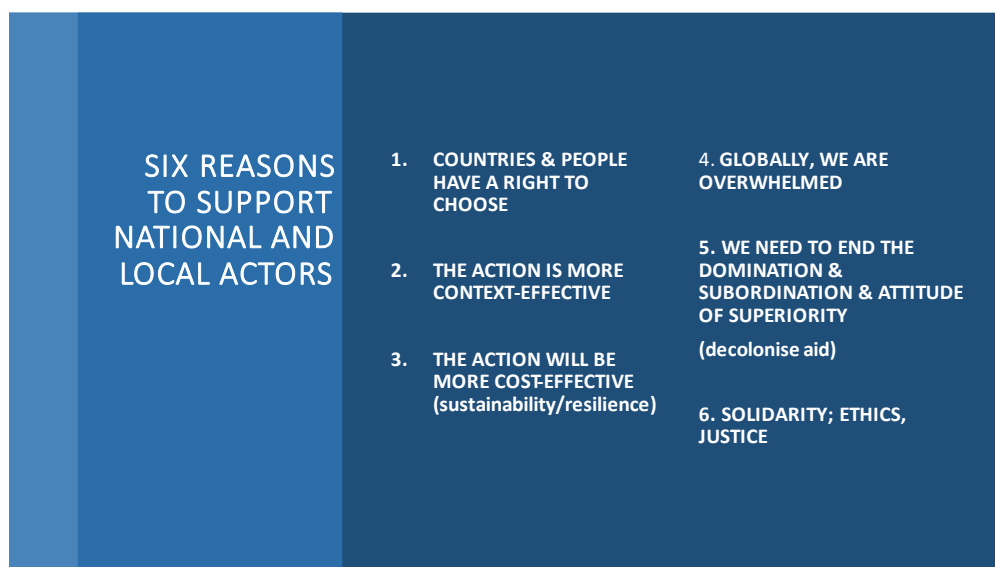 SIX REASONS
TO SUPPORT
NATIONAL AND
LOCAL ACTORS
1. COUNTRIES & PEOPLE
HAVE A RIGHT TO
CHOOSE
2. THE ACTION IS MORE
CONTEXT-EFFECTIVE
3. THE ACTION WILL BE
MORE COST-EFFECTIVE
(sustainability/resilience)
4. GLOBALLY, WE ARE
OVERWHELMED
5. WE NEED TO END THE
DOMINATION &
SUBORDINATION & ATTITUDE
OF SUPERIORITY
(decolonise aid)
6. SOLIDARITY; ETHICS,
JUSTICE